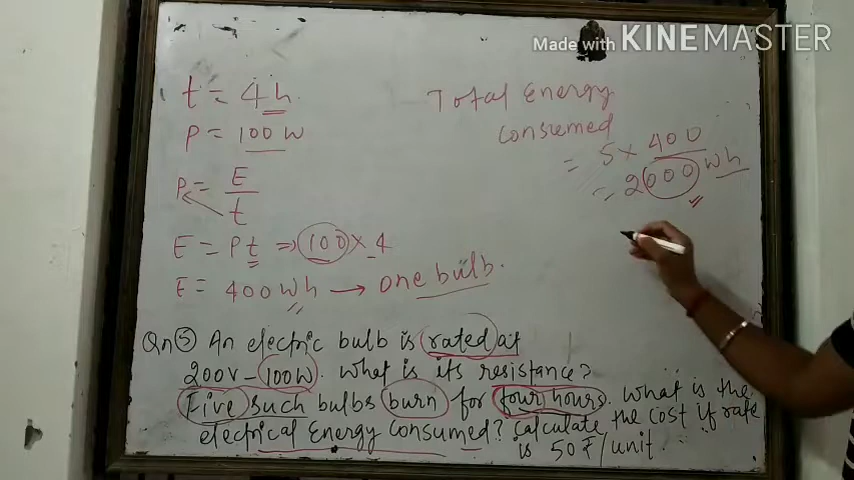 Made with KINEMASTER
t = 4h.
P = 100 W
P = E/t
E = Pt ⇒ 100 × 4
E = 400 Wh → One bulb.
Total Energy
Consumed
= 5 × 400
= 2000 Wh
Qn 5 An electric bulb is rated at
200V - 100W. What is its resistance?
Five such bulbs burn for four hours. What is the
electrical Energy consumed? Calculate the cost if rate
is 50 ₹/unit.